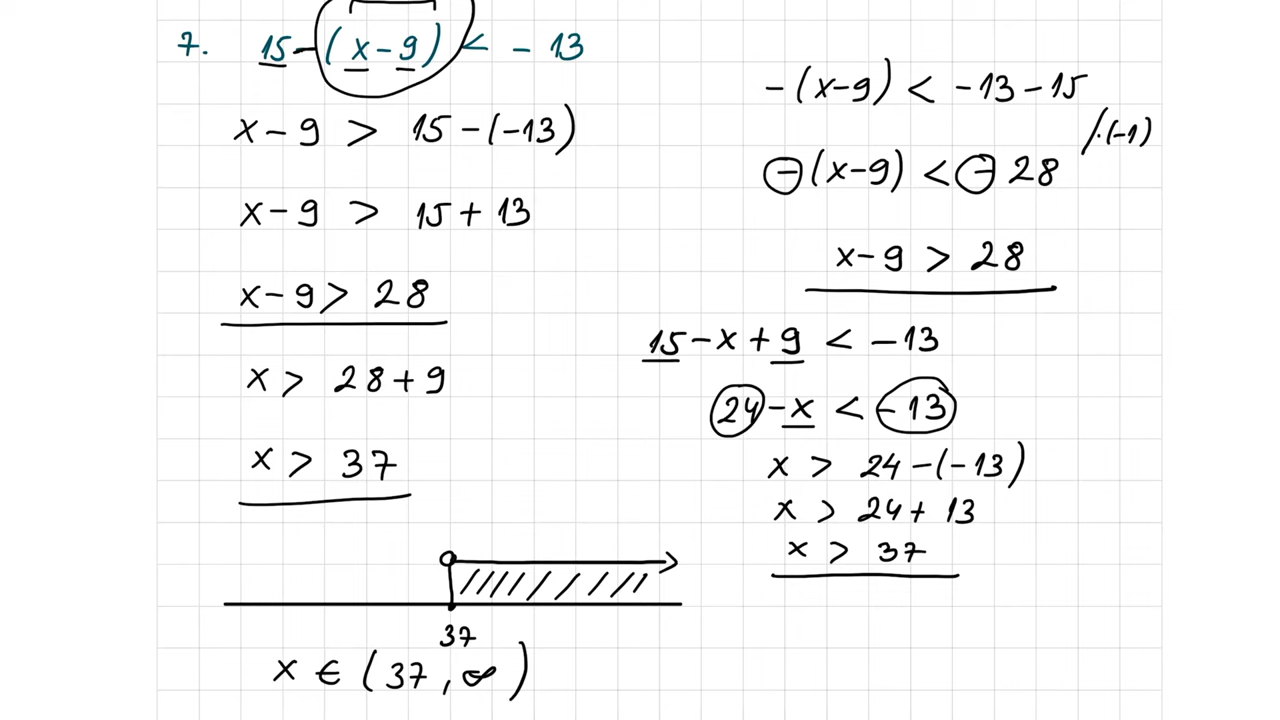 7. 15-(x-9) < -13
x-9 > 15-(-13)
x-9 > 15+13
x-9 > 28
x > 28+9
x > 37
37
x ∈ (37, ∞)
-(x-9) < -13-15
/·(-1)
-(x-9) < -28
x-9 > 28
15-x+9 < -13
24-x < -13
x > 24-(-13)
x > 24+13
x > 37